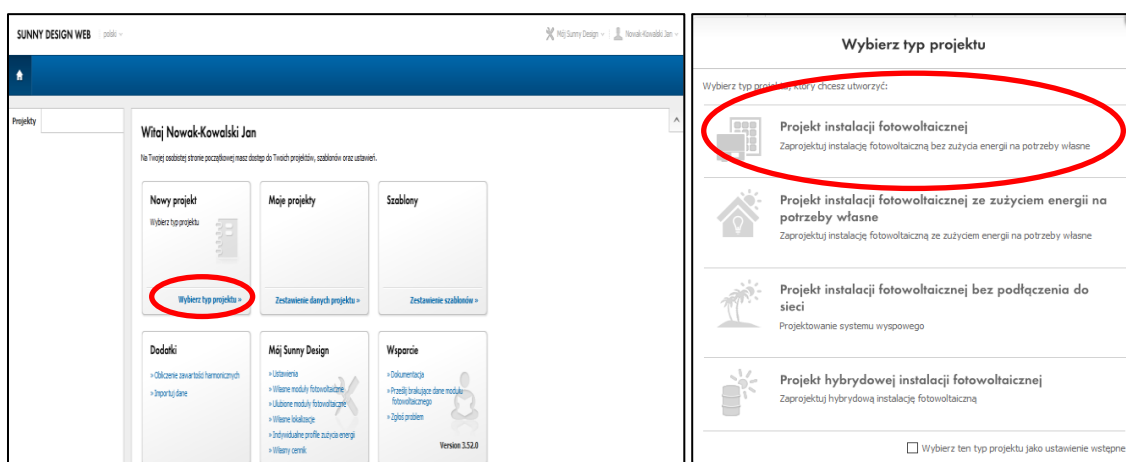 SUNNY DESIGN WEB polski
Mój Sunny Design Nowak-Kowalski Jan
Projekty
Witaj Nowak-Kowalski Jan
Na Twojej osobistej stronie początkowej masz dostęp do Twoich projektów, szablonów oraz ustawień.
Nowy projekt
Wybierz typ projektu
Wybierz typ projektu »
Moje projekty
Zestawienie danych projektu »
Szablony
Zestawienie szablonów »
Dodatki
» Obliczenie zawartości harmonicznych
» Importuj dane
Mój Sunny Design
» Ustawienia
» Własne moduły fotowoltaiczne
» Ulubione moduły fotowoltaiczne
» Własne lokalizacje
» Indywidualne profile zużycia energii
» Własny cennik
Wsparcie
» Dokumentacja
» Prześlij brakujące dane modułu
fotowoltaicznego
» Zgłoś problem
Version 3.52.0
Wybierz typ projektu
Wybierz typ projektu, który chcesz utworzyć:
Projekt instalacji fotowoltaicznej
Zaprojektuj instalację fotowoltaiczną bez zużycia energii na potrzeby własne
Projekt instalacji fotowoltaicznej ze zużyciem energii na
potrzeby własne
Zaprojektuj instalację fotowoltaiczną ze zużyciem energii na potrzeby własne
Projekt instalacji fotowoltaicznej bez podłączenia do
sieci
Projektowanie systemu wyspowego
Projekt hybrydowej instalacji fotowoltaicznej
Zaprojektuj hybrydową instalację fotowoltaiczną
Wybierz ten typ projektu jako ustawienie wstępne